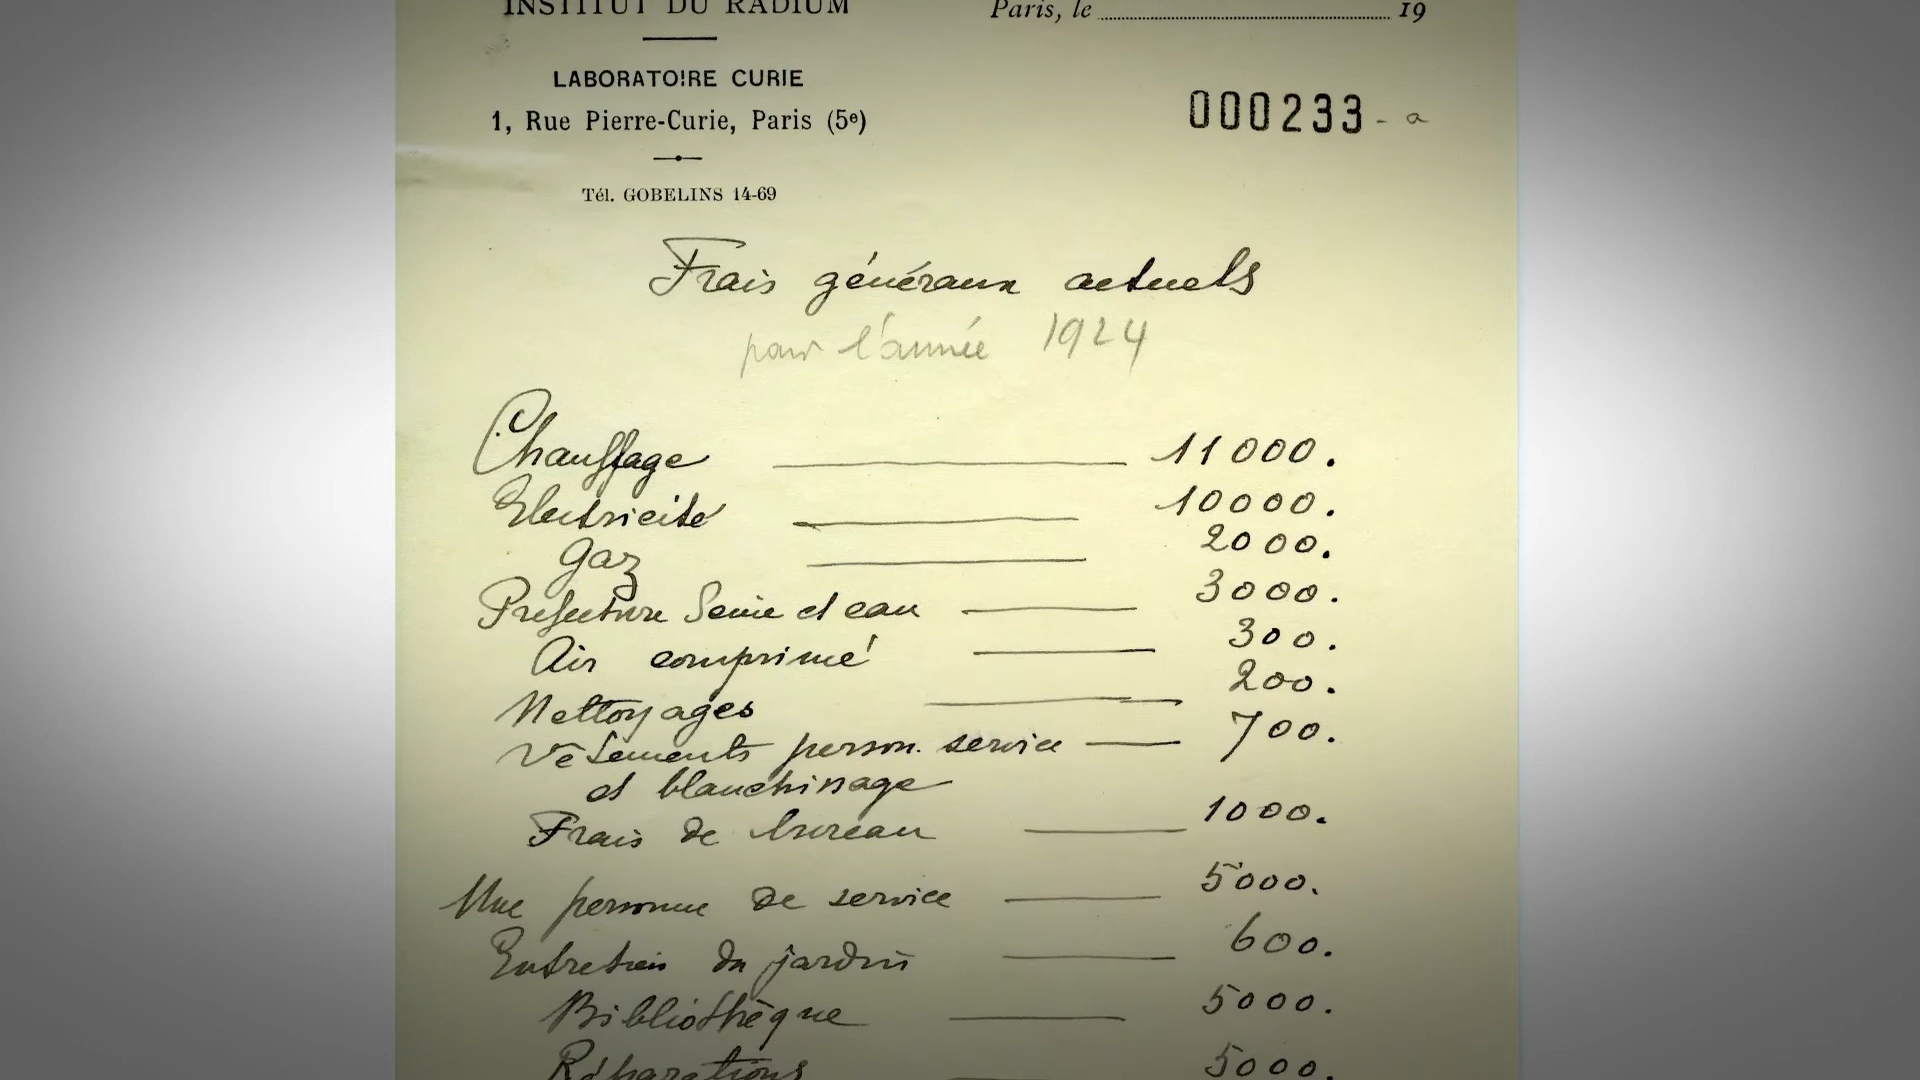 INSTITUT DU RADIUM
Paris, le 19
LABORATOIRE CURIE
000233 - a
1, Rue Pierre-Curie, Paris (5e)
Tél. GOBELINS 14-69
Frais généraux actuels
pour l'année 1924
Chauffage 11000.
Electricité 10000.
Gaz 2000.
Prefecture Seine et eau 3000.
Air comprimé 300.
Nettoyages 200.
Vêtements person. service 700.
et blanchissage
Frais de bureau 1000.
Une personne de service 5000.
Entretien du jardin 600.
Bibliothèque 5000.
Réparations 5000.